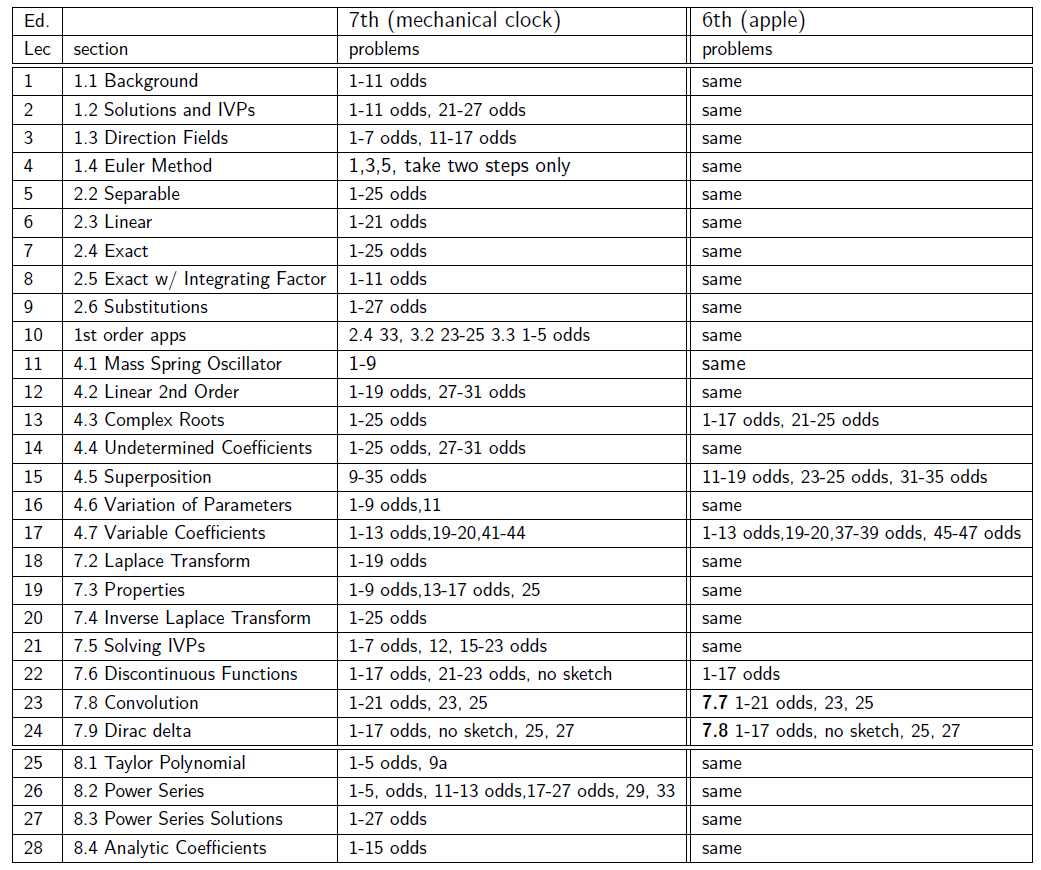 Ed. 7th (mechanical clock) 6th (apple)
Lec section problems problems
1 1.1 Background 1-11 odds same
2 1.2 Solutions and IVPs 1-11 odds, 21-27 odds same
3 1.3 Direction Fields 1-7 odds, 11-17 odds same
4 1.4 Euler Method 1,3,5, take two steps only same
5 2.2 Separable 1-25 odds same
6 2.3 Linear 1-21 odds same
7 2.4 Exact 1-25 odds same
8 2.5 Exact w/ Integrating Factor 1-11 odds same
9 2.6 Substitutions 1-27 odds same
10 1st order apps 2.4 33, 3.2 23-25 3.3 1-5 odds same
11 4.1 Mass Spring Oscillator 1-9 same
12 4.2 Linear 2nd Order 1-19 odds, 27-31 odds same
13 4.3 Complex Roots 1-25 odds 1-17 odds, 21-25 odds
14 4.4 Undetermined Coefficients 1-25 odds, 27-31 odds same
15 4.5 Superposition 9-35 odds 11-19 odds, 23-25 odds, 31-35 odds
16 4.6 Variation of Parameters 1-9 odds,11 same
17 4.7 Variable Coefficients 1-13 odds,19-20,41-44 1-13 odds,19-20,37-39 odds, 45-47 odds
18 7.2 Laplace Transform 1-19 odds same
19 7.3 Properties 1-9 odds,13-17 odds, 25 same
20 7.4 Inverse Laplace Transform 1-25 odds same
21 7.5 Solving IVPs 1-7 odds, 12, 15-23 odds same
22 7.6 Discontinuous Functions 1-17 odds, 21-23 odds, no sketch 1-17 odds
23 7.8 Convolution 1-21 odds, 23, 25 7.7 1-21 odds, 23, 25
24 7.9 Dirac delta 1-17 odds, no sketch, 25, 27 7.8 1-17 odds, no sketch, 25, 27
25 8.1 Taylor Polynomial 1-5 odds, 9a same
26 8.2 Power Series 1-5, odds, 11-13 odds,17-27 odds, 29, 33 same
27 8.3 Power Series Solutions 1-27 odds same
28 8.4 Analytic Coefficients 1-15 odds same